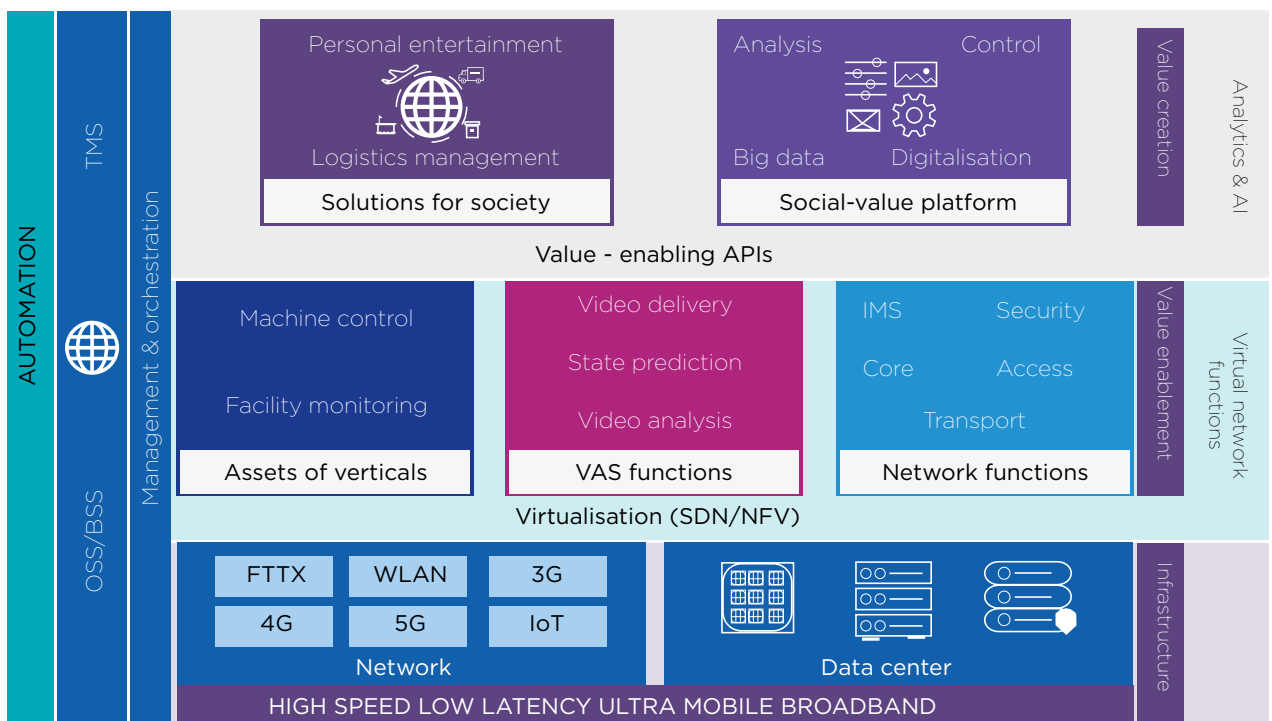 AUTOMATION
TMS
OSS/BSS
Management & orchestration
Personal entertainment
Logistics management
Solutions for society
Analysis
Control
Big data
Digitalisation
Social-value platform
Value creation
Analytics & AI
Value - enabling APIs
Machine control
Facility monitoring
Assets of verticals
Video delivery
State prediction
Video analysis
VAS functions
IMS
Security
Core
Access
Transport
Network functions
Value enablement
Virtual network
functions
Virtualisation (SDN/NFV)
FTTX
WLAN
3G
4G
5G
IoT
Network
Data center
Infrastructure
HIGH SPEED LOW LATENCY ULTRA MOBILE BROADBAND